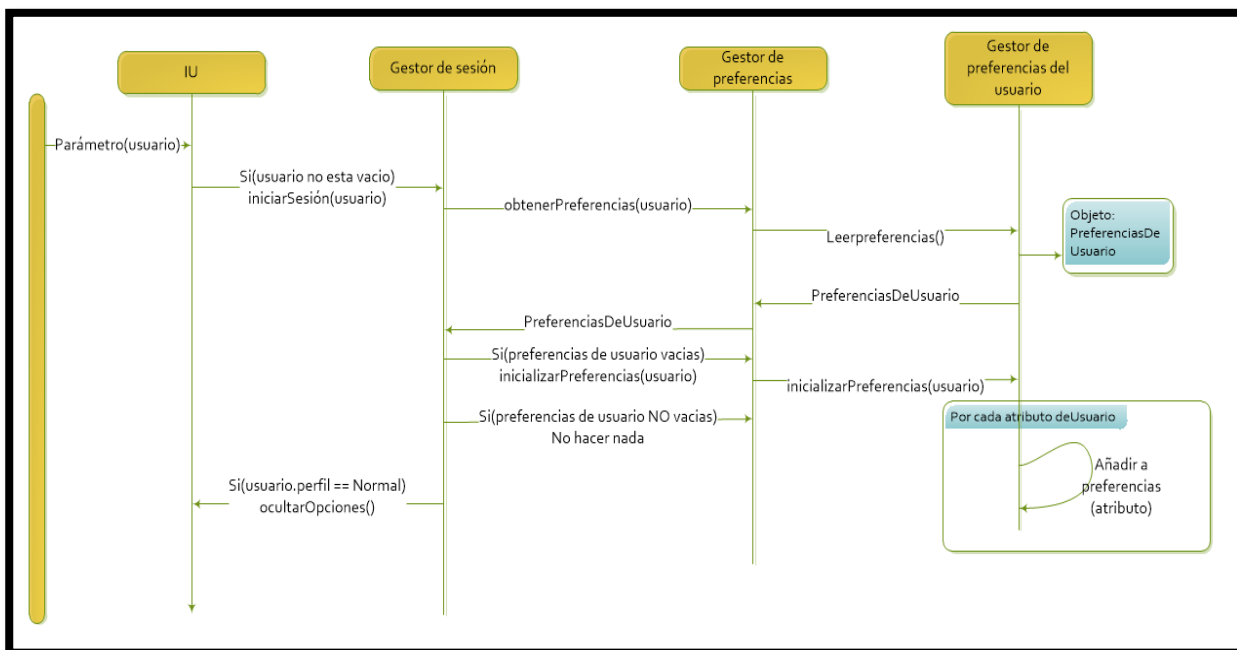 IU
Gestor de sesión
Gestor de
preferencias
Gestor de
preferencias del
usuario
Parámetro(usuario)
Si(usuario no esta vacio)
iniciarSesión(usuario)
obtenerPreferencias(usuario)
Leerpreferencias()
Objeto:
PreferenciasDe
Usuario
PreferenciasDeUsuario
PreferenciasDeUsuario
Si(preferencias de usuario vacias)
inicializarPreferencias(usuario)
inicializarPreferencias(usuario)
Si(preferencias de usuario NO vacias)
No hacer nada
Por cada atributo deUsuario
Añadir a
preferencias
(atributo)
Si(usuario.perfil == Normal)
ocultarOpciones()